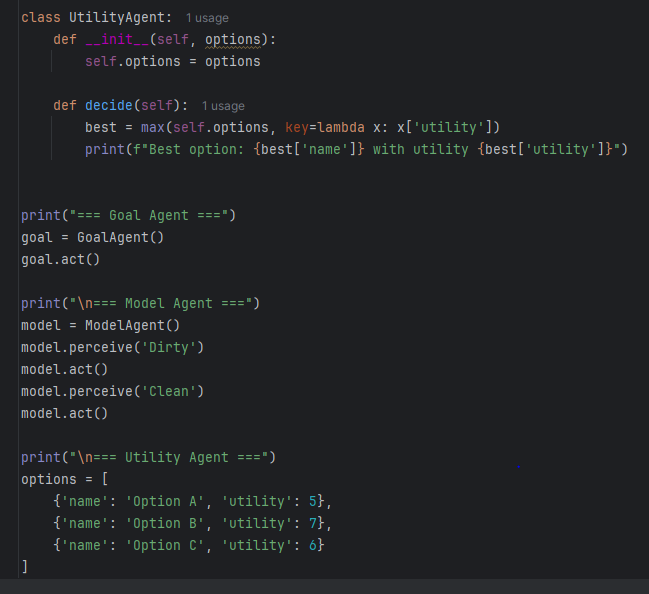 class UtilityAgent: 1 usage
    def __init__(self, options):
        self.options = options

    def decide(self): 1 usage
        best = max(self.options, key=lambda x: x['utility'])
        print(f"Best option: {best['name']} with utility {best['utility']}")


print("=== Goal Agent ===")
goal = GoalAgent()
goal.act()

print("\n=== Model Agent ===")
model = ModelAgent()
model.perceive('Dirty')
model.act()
model.perceive('Clean')
model.act()

print("\n=== Utility Agent ===")
options = [
    {'name': 'Option A', 'utility': 5},
    {'name': 'Option B', 'utility': 7},
    {'name': 'Option C', 'utility': 6}
]